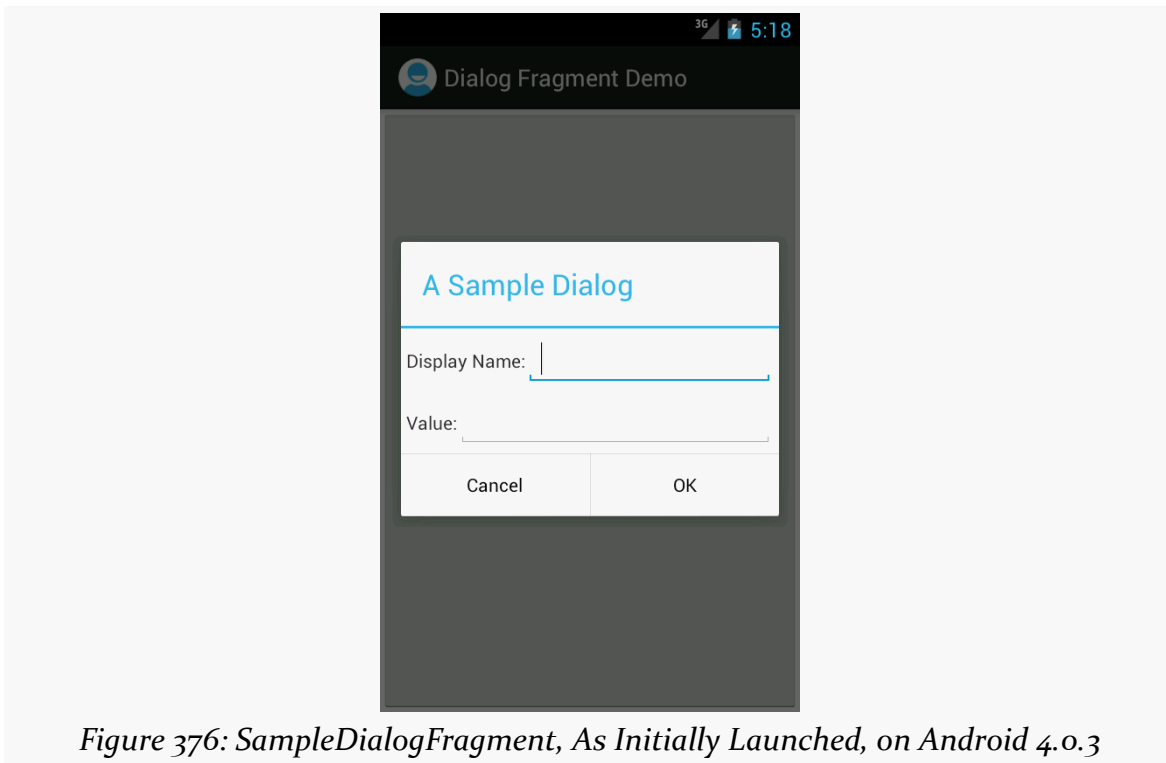 3G 5:18
Dialog Fragment Demo
A Sample Dialog
Display Name:
Value:
Cancel OK
Figure 376: SampleDialogFragment, As Initially Launched, on Android 4.0.3